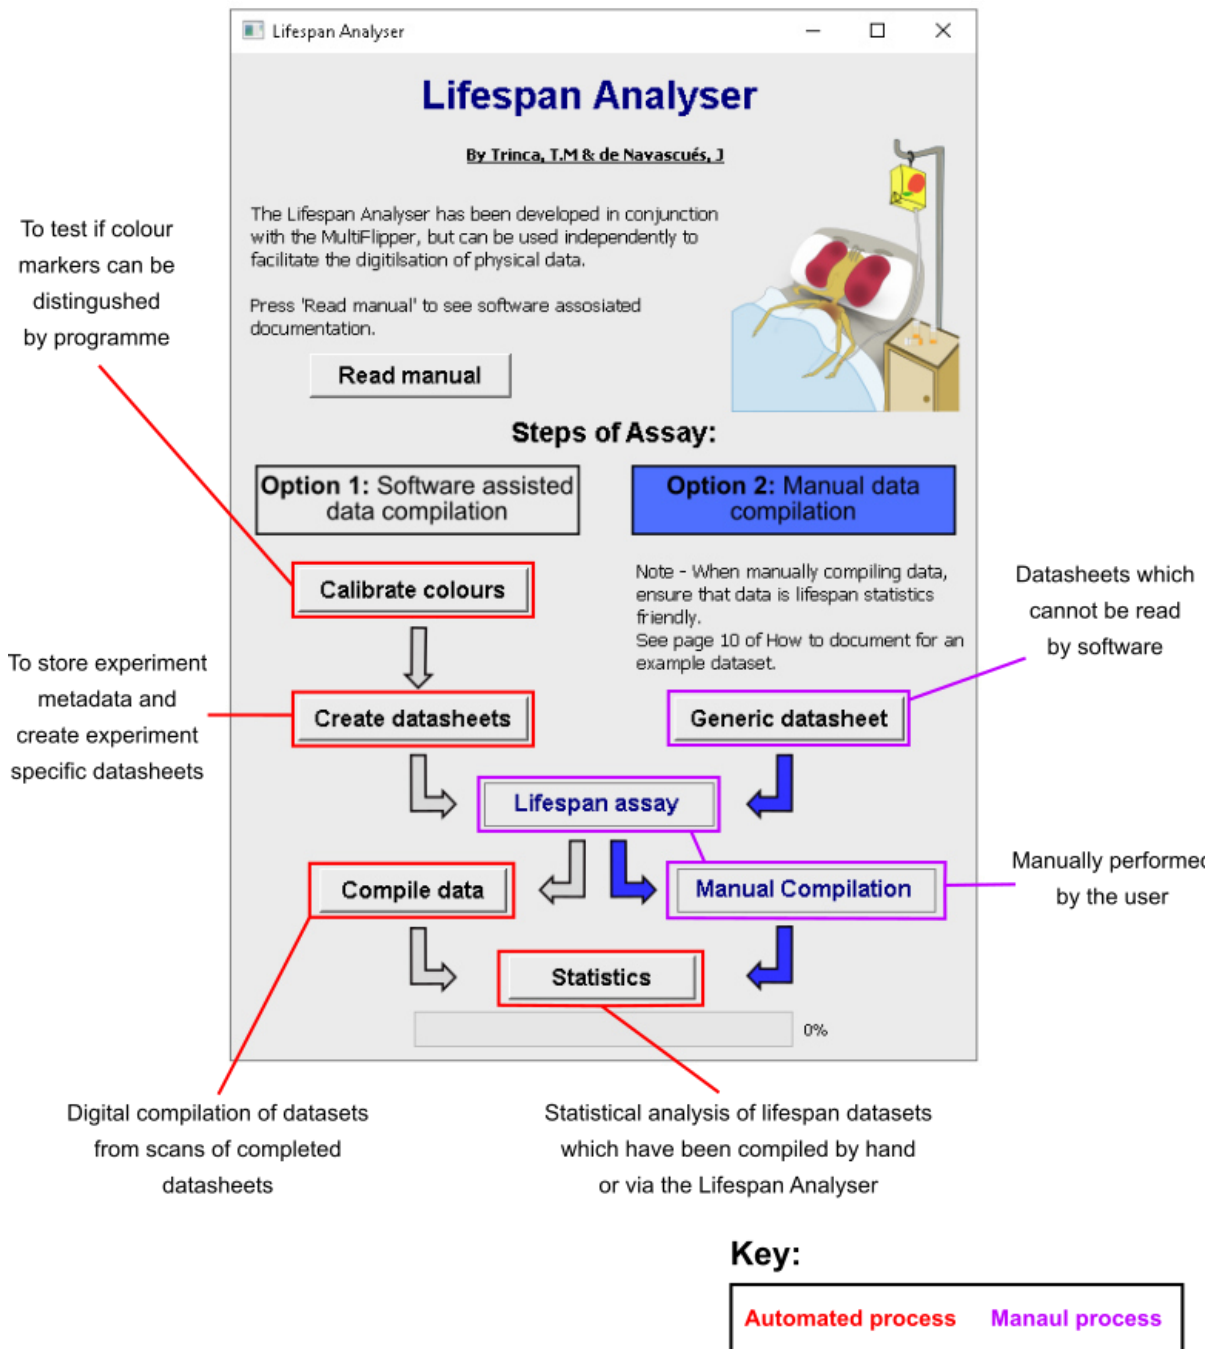 Lifespan Analyser
Lifespan Analyser
By Trinca, T.M & de Navascués, J
The Lifespan Analyser has been developed in conjunction
with the MultiFlipper, but can be used independently to
facilitate the digitilsation of physical data.
Press 'Read manual' to see software assosiated
documentation.
Read manual
To test if colour
markers can be
distingushed
by programme
Steps of Assay:
Option 1: Software assisted
data compilation
Option 2: Manual data
compilation
Calibrate colours
Note - When manually compiling data,
ensure that data is lifespan statistics
friendly.
See page 10 of How to document for an
example dataset.
Datasheets which
cannot be read
by software
To store experiment
metadata and
create experiment
specific datasheets
Create datasheets
Generic datasheet
Lifespan assay
Compile data
Manual Compilation
Manually performed
by the user
Statistics
0%
Digital compilation of datasets
from scans of completed
datasheets
Statistical analysis of lifespan datasets
which have been compiled by hand
or via the Lifespan Analyser
Key:
Automated process
Manaul process